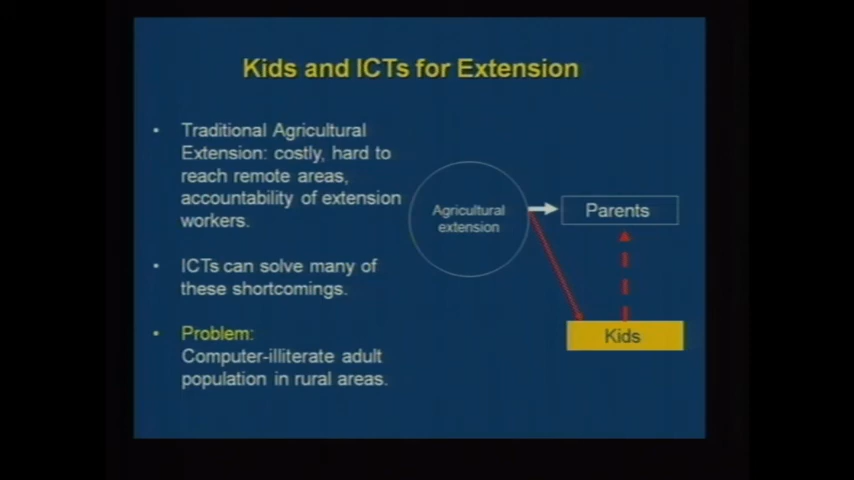 Kids and ICTs for Extension
• Traditional Agricultural
Extension: costly, hard to
reach remote areas,
accountability of extension
workers.
• ICTs can solve many of
these shortcomings.
• Problem:
Computer-illiterate adult
population in rural areas.
Agricultural
extension
Parents
Kids